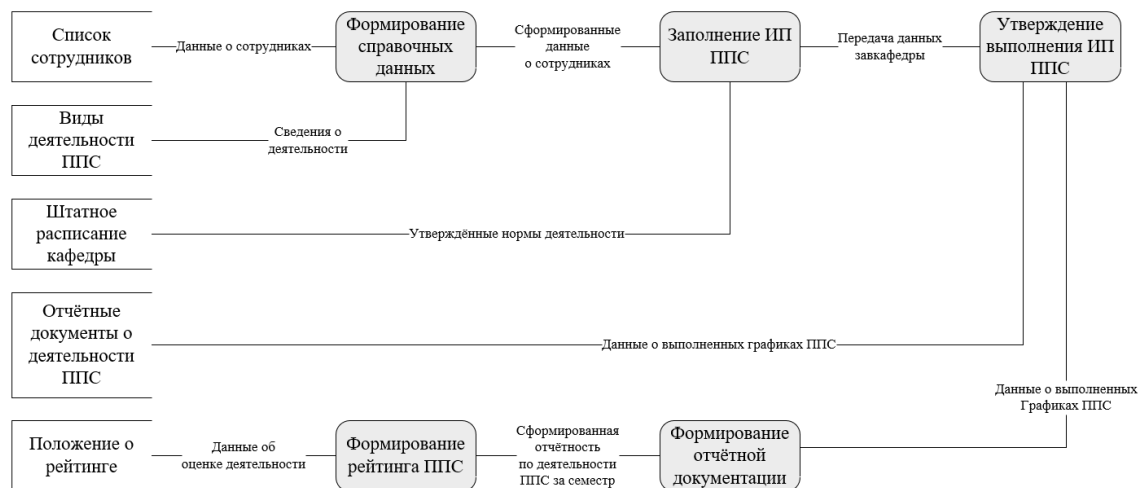 Список
сотрудников
Данные о сотрудниках
Формирование
справочных
данных
Сформированные
данные
о сотрудниках
Заполнение ИП
ППС
Передача данных
завкафедры
Утверждение
выполнения ИП
ППС
Виды
деятельности
ППС
Сведения о
деятельности
Штатное
расписание
кафедры
Утверждённые нормы деятельности
Отчётные
документы о
деятельности
ППС
Данные о выполненных графиках ППС
Данные о выполненных
Графиках ППС
Положение о
рейтинге
Данные об
оценке деятельности
Формирование
рейтинга ППС
Сформированная
отчётность
по деятельности
ППС за семестр
Формирование
отчётной
документации